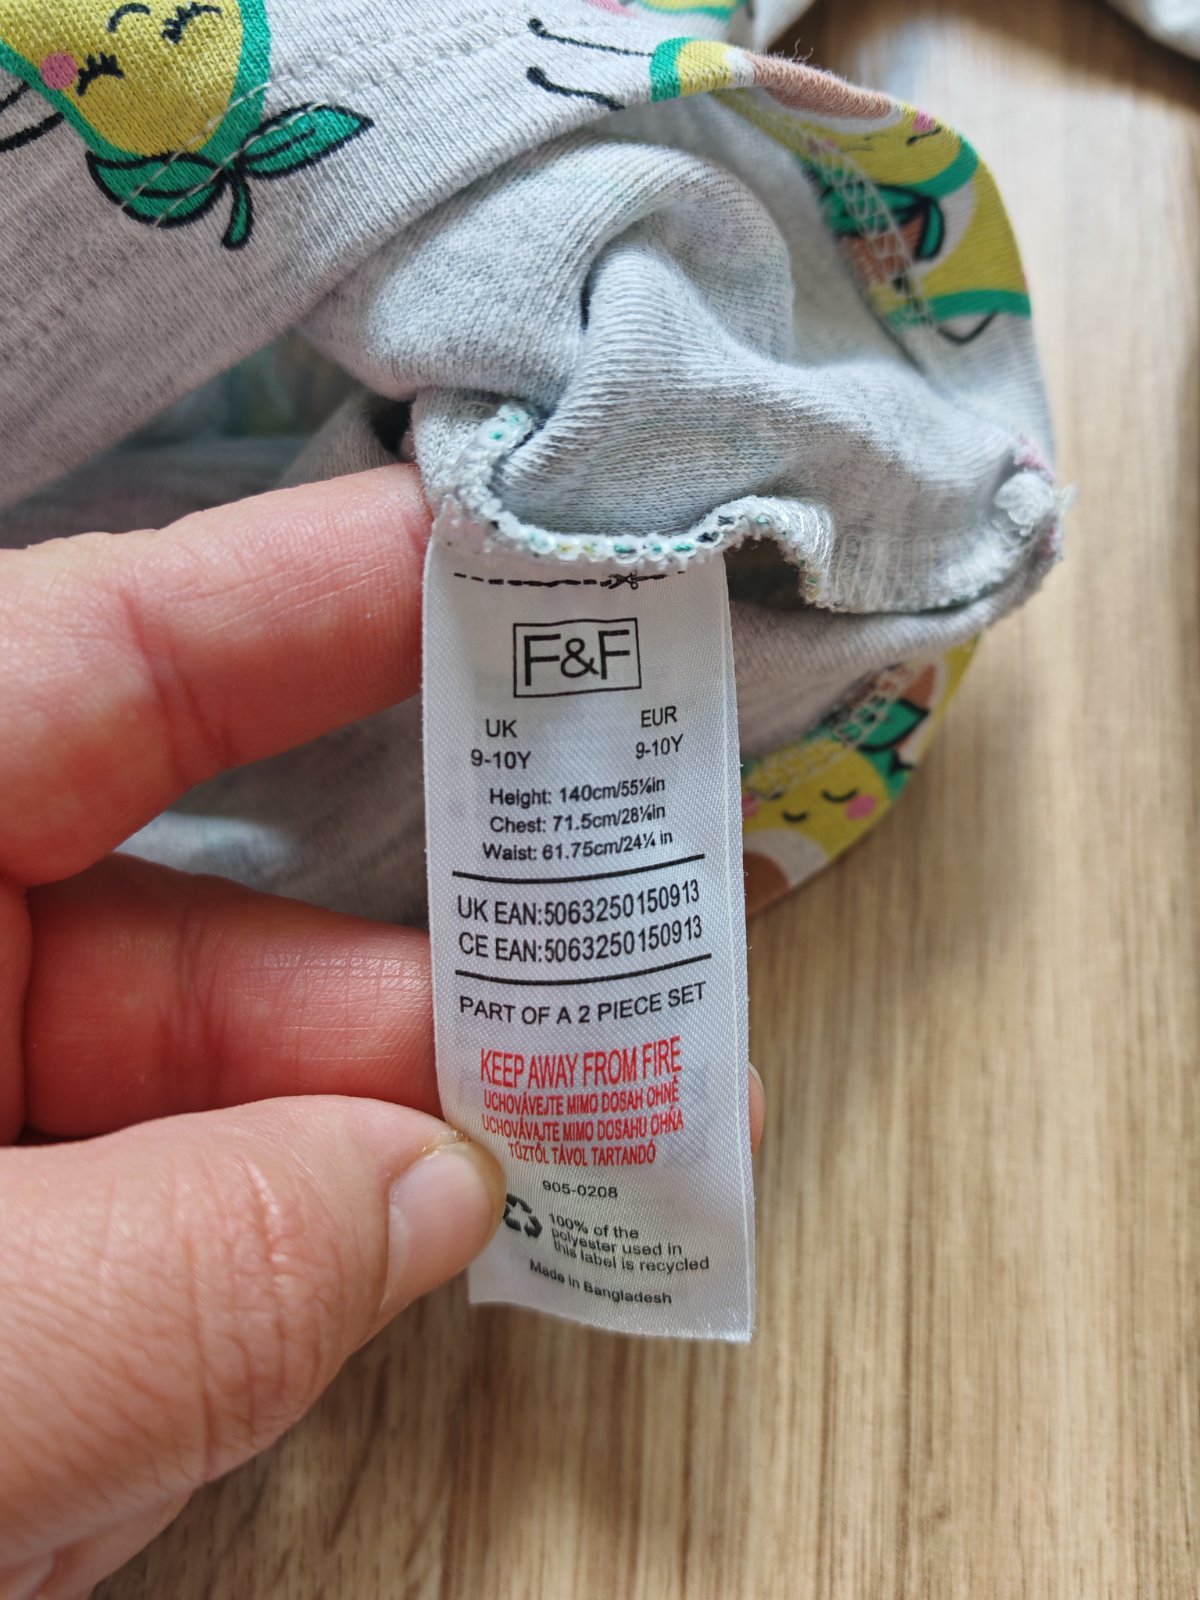 F&F
UK EUR
9-10Y 9-10Y
Height: 140cm/55⅛in
Chest: 71.5cm/28⅛in
Waist: 61.75cm/24¼ in
UK EAN:5063250150913
CE EAN:5063250150913
PART OF A 2 PIECE SET
KEEP AWAY FROM FIRE
UCHOVÁVEJTE MIMO DOSAH OHNĚ
UCHOVÁVAJTE MIMO DOSAHU OHŇA
TŰZTŐL TÁVOL TARTANDÓ
905-0208
100% of the
polyester used in
this label is recycled
Made in Bangladesh